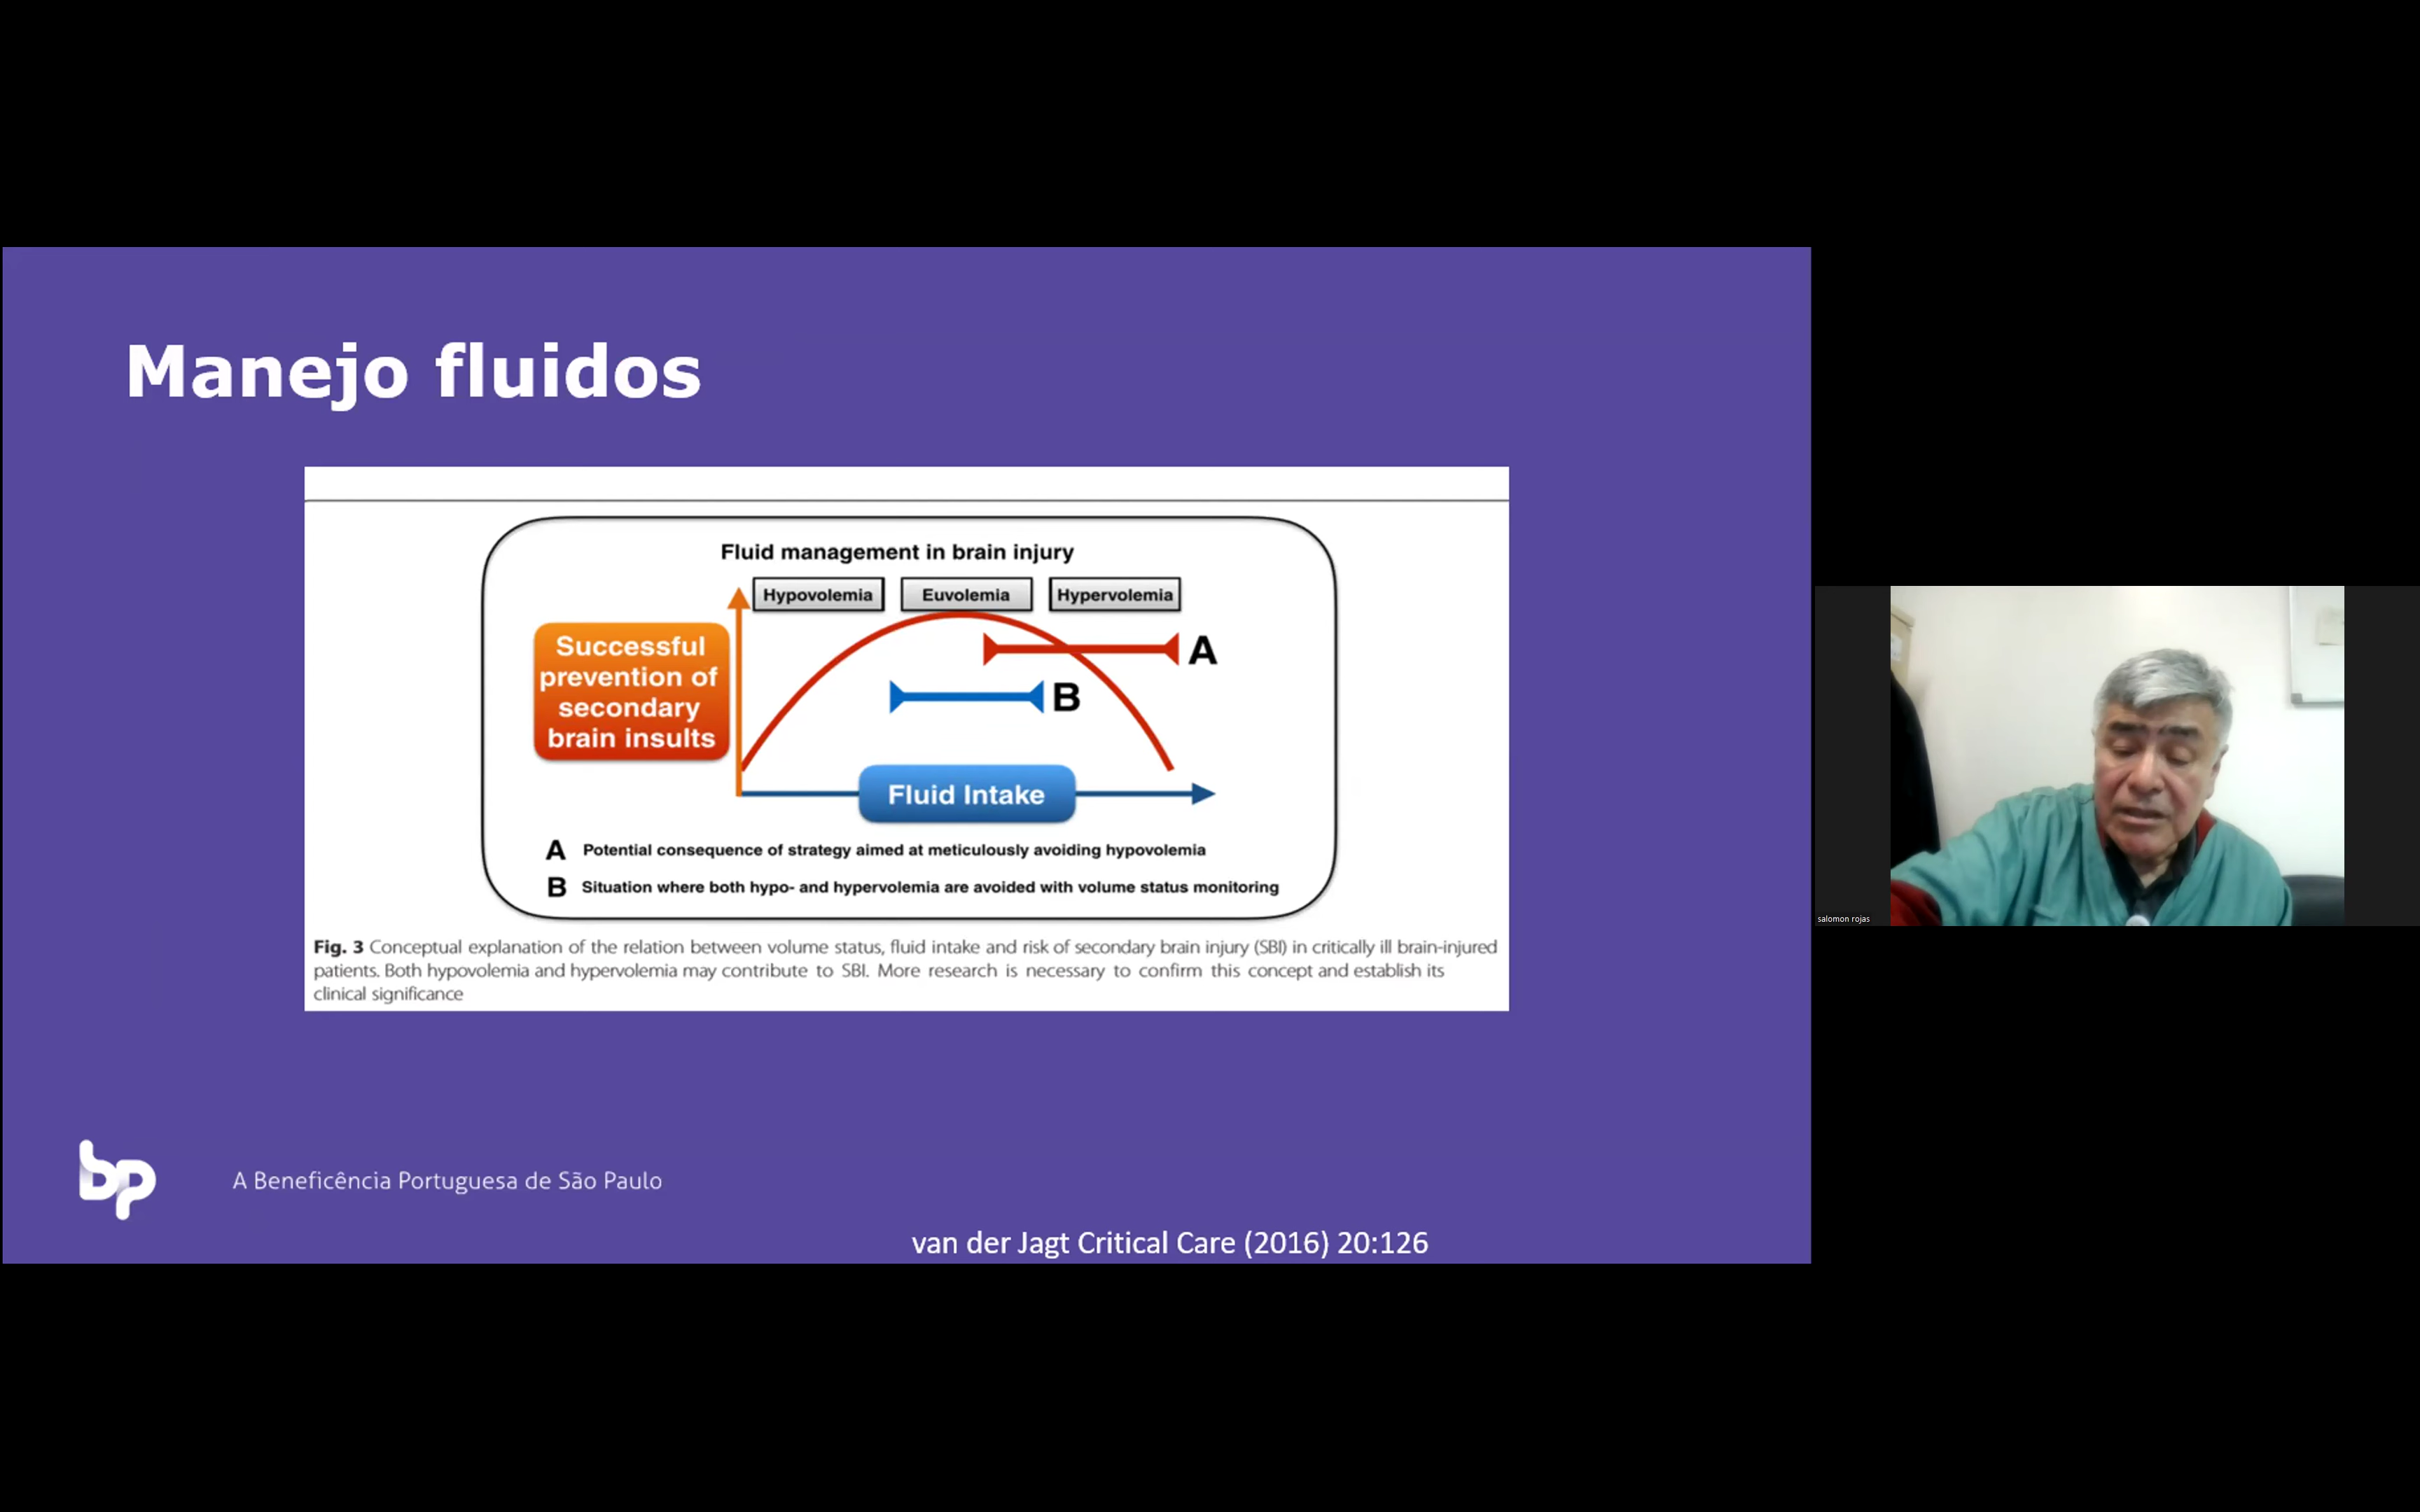 Manejo fluidos
Fluid management in brain injury
Hypovolemia
Euvolemia
Hypervolemia
Successful
prevention of
secondary
brain insults
A
B
Fluid Intake
A Potential consequence of strategy aimed at meticulously avoiding hypovolemia
B Situation where both hypo- and hypervolemia are avoided with volume status monitoring
Fig. 3 Conceptual explanation of the relation between volume status, fluid intake and risk of secondary brain injury (SBI) in critically ill brain-injured
patients. Both hypovolemia and hypervolemia may contribute to SBI. More research is necessary to confirm this concept and establish its
clinical significance
bp
A Beneficência Portuguesa de São Paulo
van der Jagt Critical Care (2016) 20:126
salomon rojas